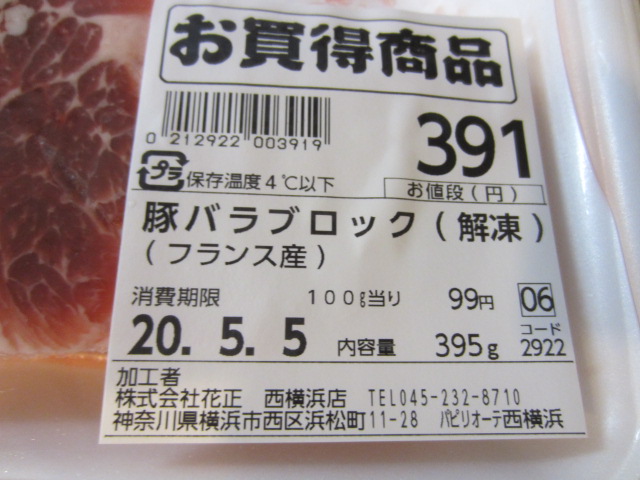 お買得商品
0 212922 003919
391
プラ 保存温度4℃以下
お値段(円)
豚バラブロック(解凍)
(フランス産)
消費期限 100g当り 99円 06
20. 5. 5 内容量 395g コード 2922
加工者
株式会社花正 西横浜店 TEL045-232-8710
神奈川県横浜市西区浜松町11-28 パピリオーテ西横浜